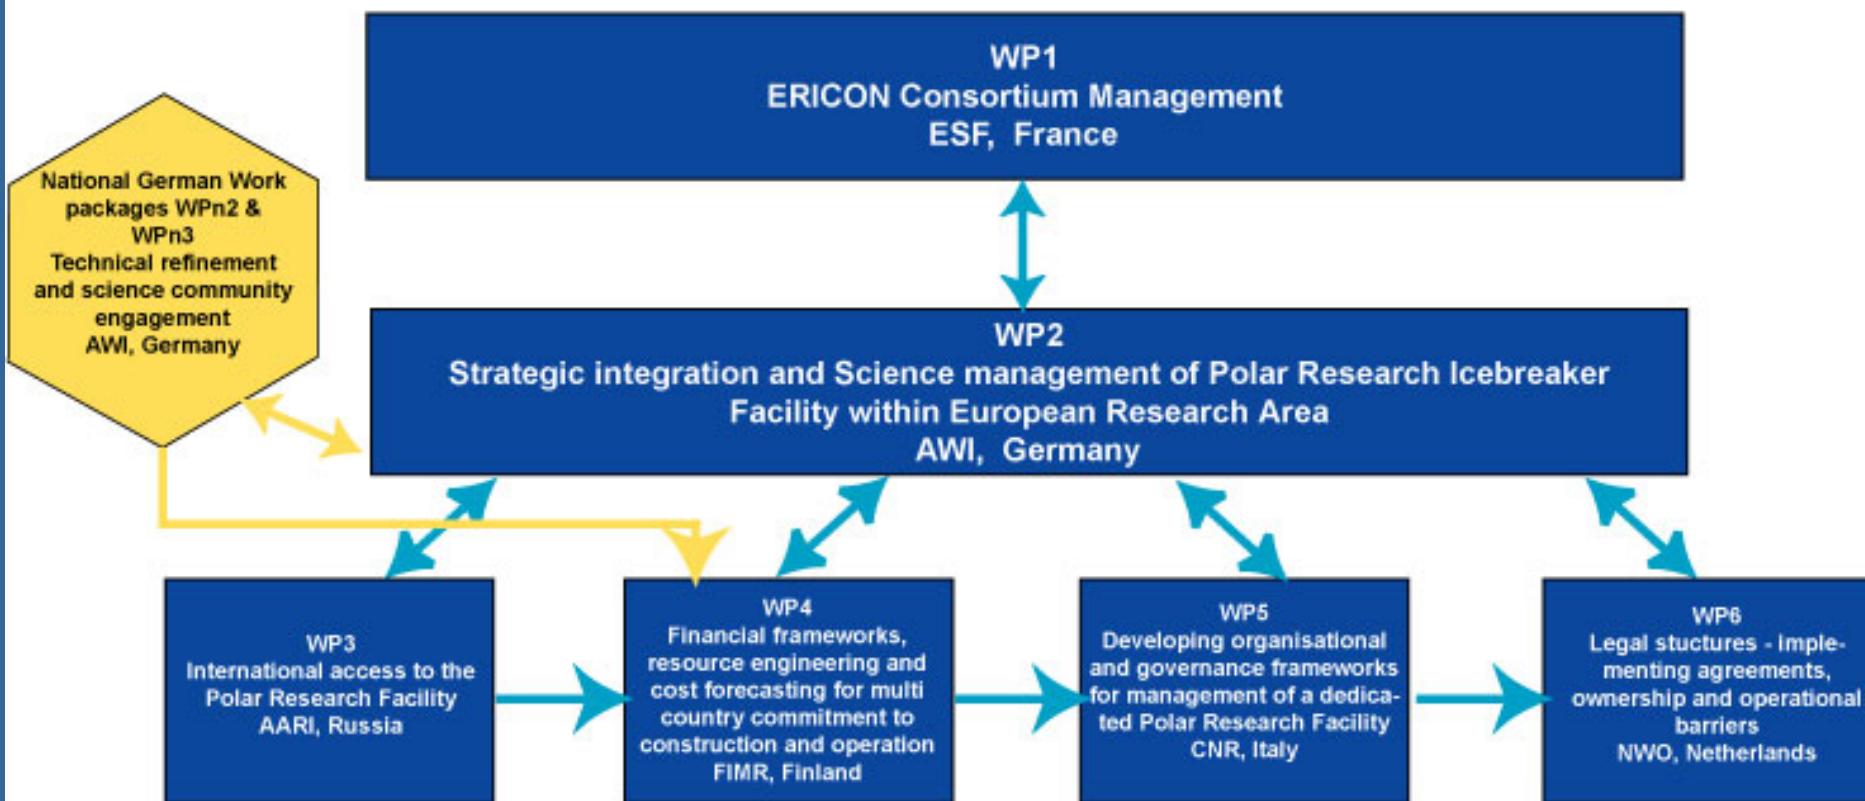 WP1
ERICON Consortium Management
ESF, France
National German Work
packages WPn2 &
WPn3
Technical refinement
and science community
engagement
AWI, Germany
WP2
Strategic integration and Science management of Polar Research Icebreaker
Facility within European Research Area
AWI, Germany
WP3
International access to the
Polar Research Facility
AARI, Russia
WP4
Financial frameworks,
resource engineering and
cost forecasting for multi
country commitment to
construction and operation
FIMR, Finland
WP5
Developing organisational
and governance frameworks
for management of a dedica-
ted Polar Research Facility
CNR, Italy
WP6
Legal stuctures - imple-
menting agreements,
ownership and operational
barriers
NWO, Netherlands